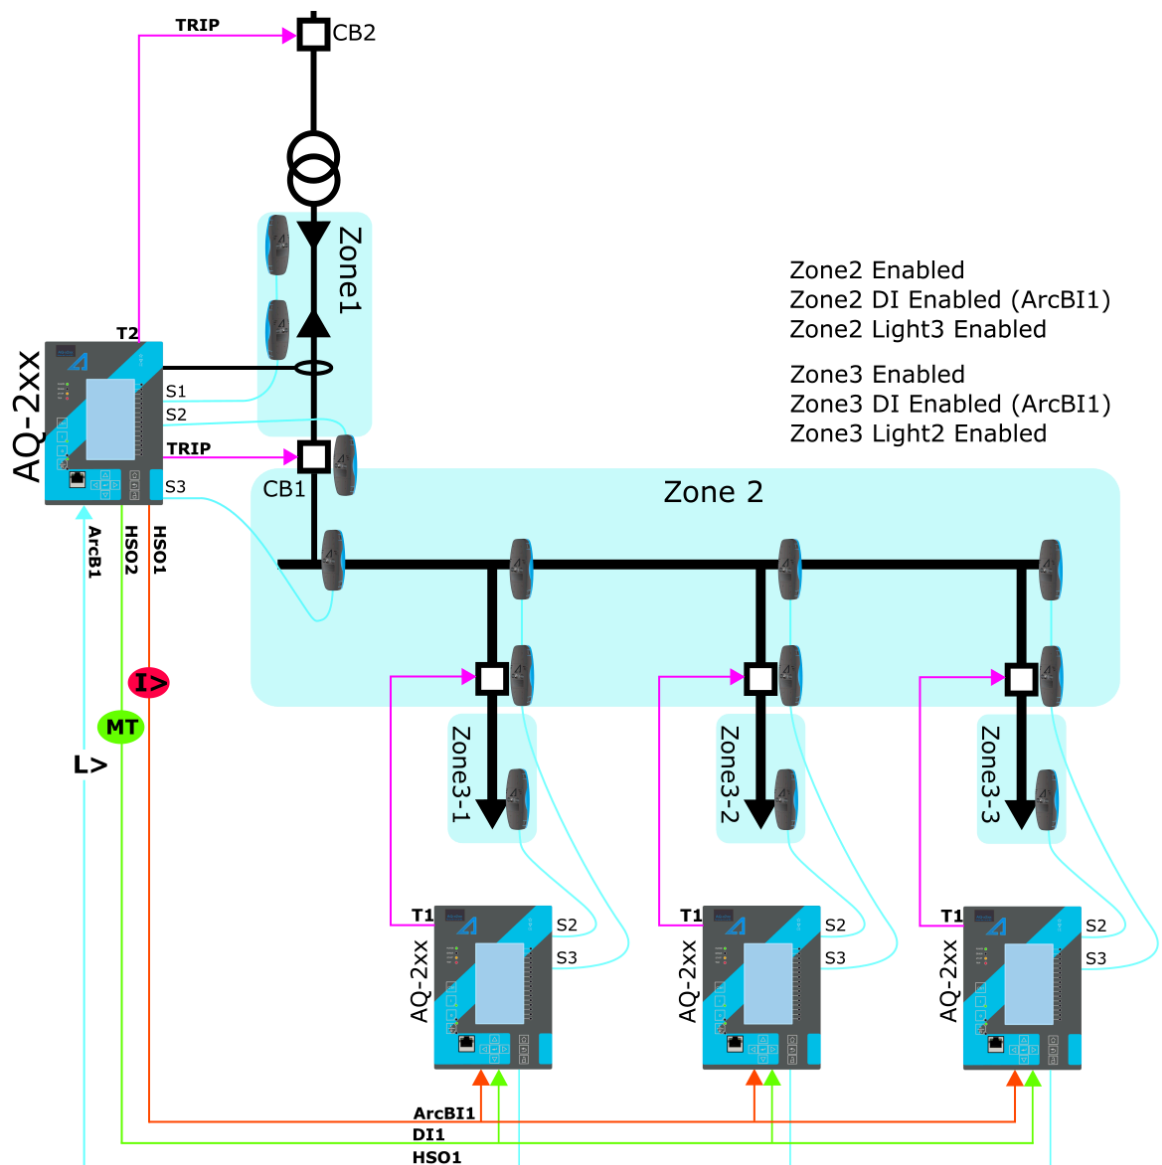 TRIP
CB2
Zone1
Zone2 Enabled
Zone2 DI Enabled (ArcBI1)
Zone2 Light3 Enabled
T2
AQ-2xx
S1
Zone3 Enabled
Zone3 DI Enabled (ArcBI1)
Zone3 Light2 Enabled
S2
TRIP
S3
CB1
Zone 2
ArcB1
HSO2
HSO1
I>
MT
L>
Zone3-1
Zone3-2
Zone3-3
T1
S2
S3
AQ-2xx
T1
S2
S3
AQ-2xx
T1
S2
S3
AQ-2xx
ArcBI1
DI1
HSO1